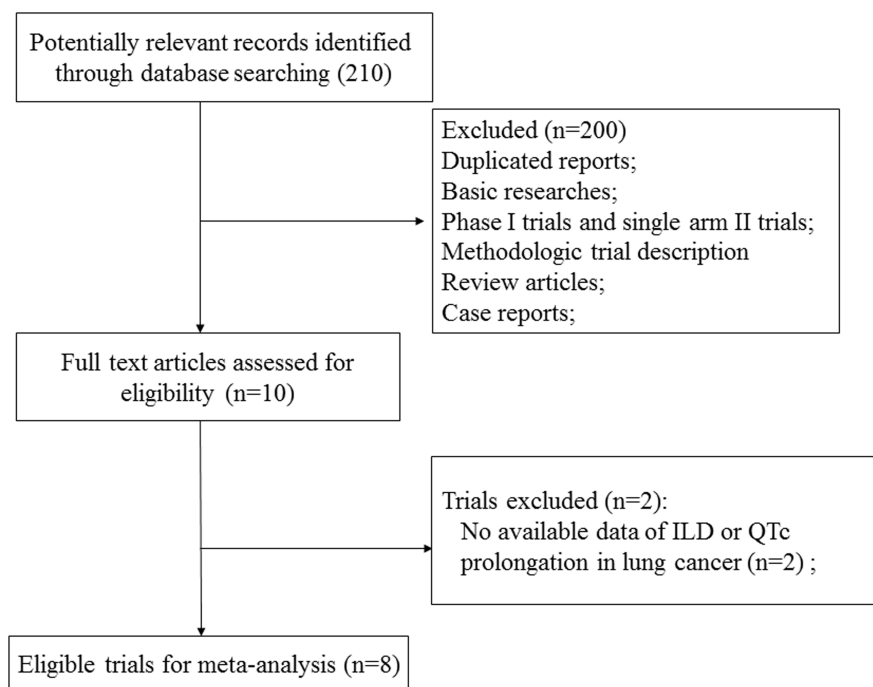 Potentially relevant records identified
through database searching (210)
Excluded (n=200)
Duplicated reports;
Basic researches;
Phase I trials and single arm II trials;
Methodologic trial description
Review articles;
Case reports;
Full text articles assessed for
eligibility (n=10)
Trials excluded (n=2):
No available data of ILD or QTc
prolongation in lung cancer (n=2) ;
Eligible trials for meta-analysis (n=8)